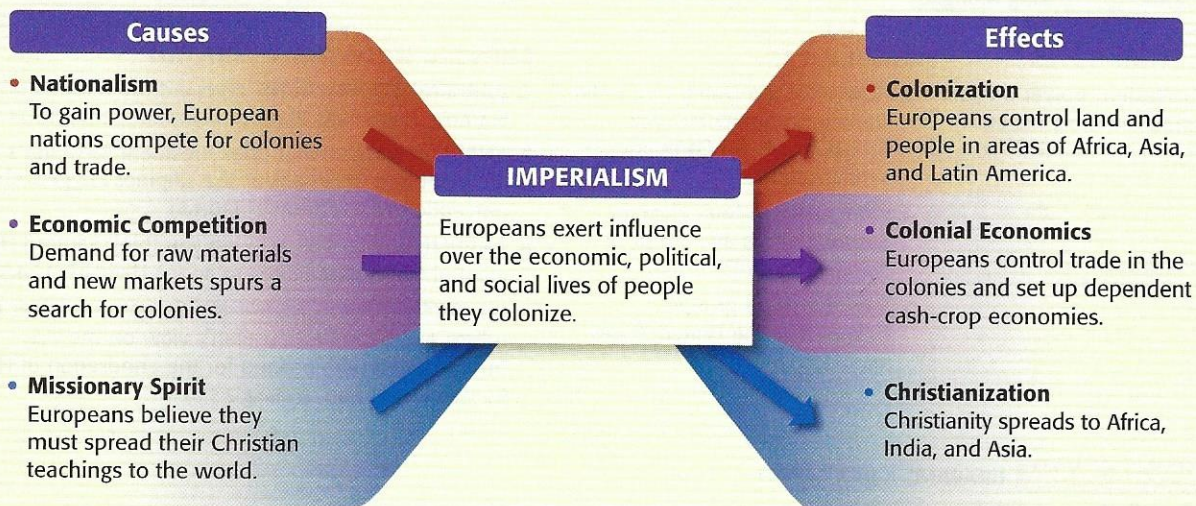 Causes
• Nationalism
To gain power, European
nations compete for colonies
and trade.
• Economic Competition
Demand for raw materials
and new markets spurs a
search for colonies.
• Missionary Spirit
Europeans believe they
must spread their Christian
teachings to the world.
IMPERIALISM
Europeans exert influence
over the economic, political,
and social lives of people
they colonize.
Effects
• Colonization
Europeans control land and
people in areas of Africa, Asia,
and Latin America.
• Colonial Economics
Europeans control trade in the
colonies and set up dependent
cash-crop economies.
• Christianization
Christianity spreads to Africa,
India, and Asia.